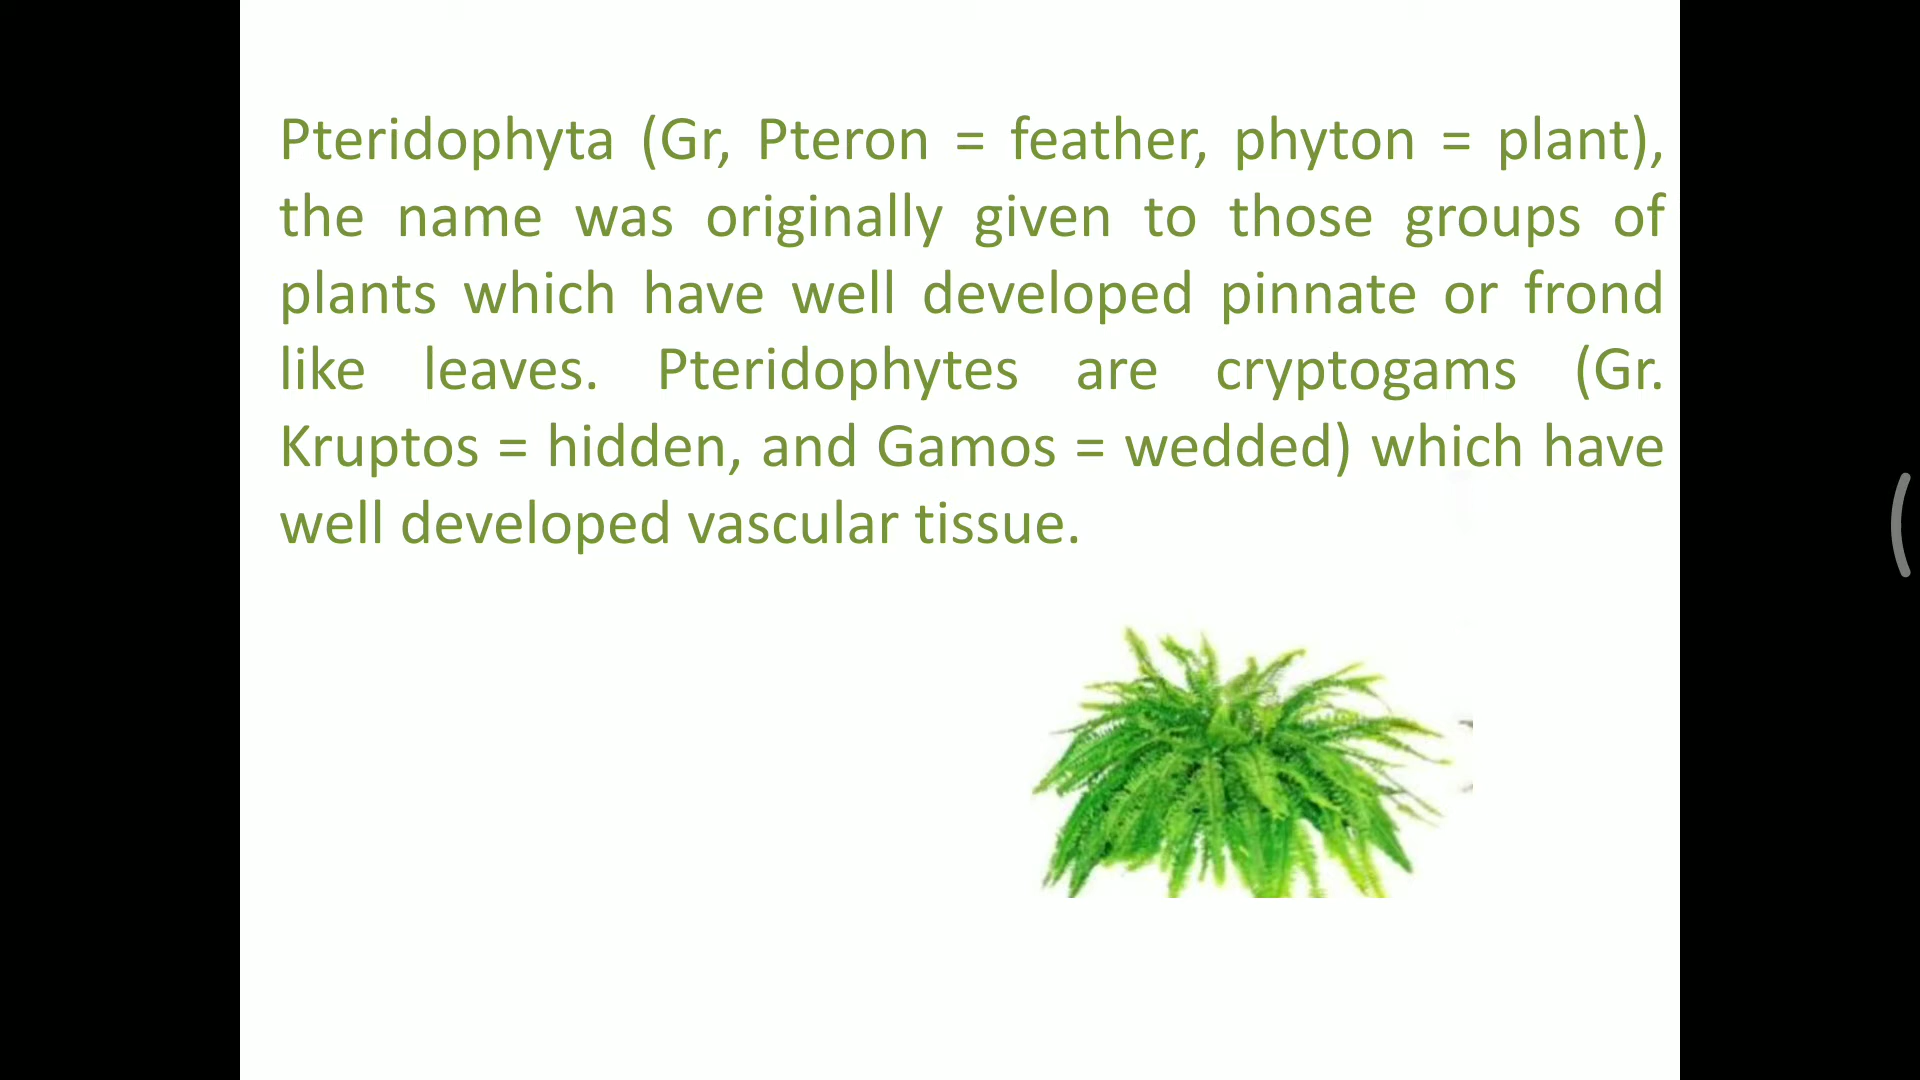 Pteridophyta (Gr, Pteron = feather, phyton = plant),
the name was originally given to those groups of
plants which have well developed pinnate or frond
like leaves. Pteridophytes are cryptogams (Gr.
Kruptos = hidden, and Gamos = wedded) which have
well developed vascular tissue.